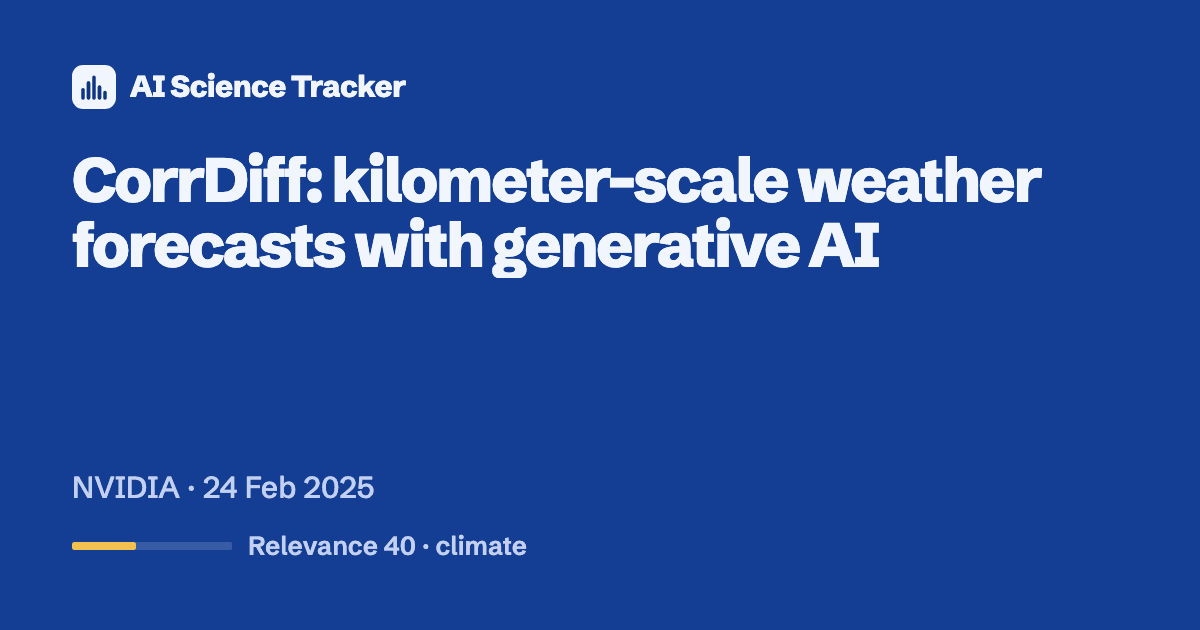 AI Science Tracker
CorrDiff: kilometer-scale weather
forecasts with generative AI
NVIDIA · 24 Feb 2025
Relevance 40 · climate